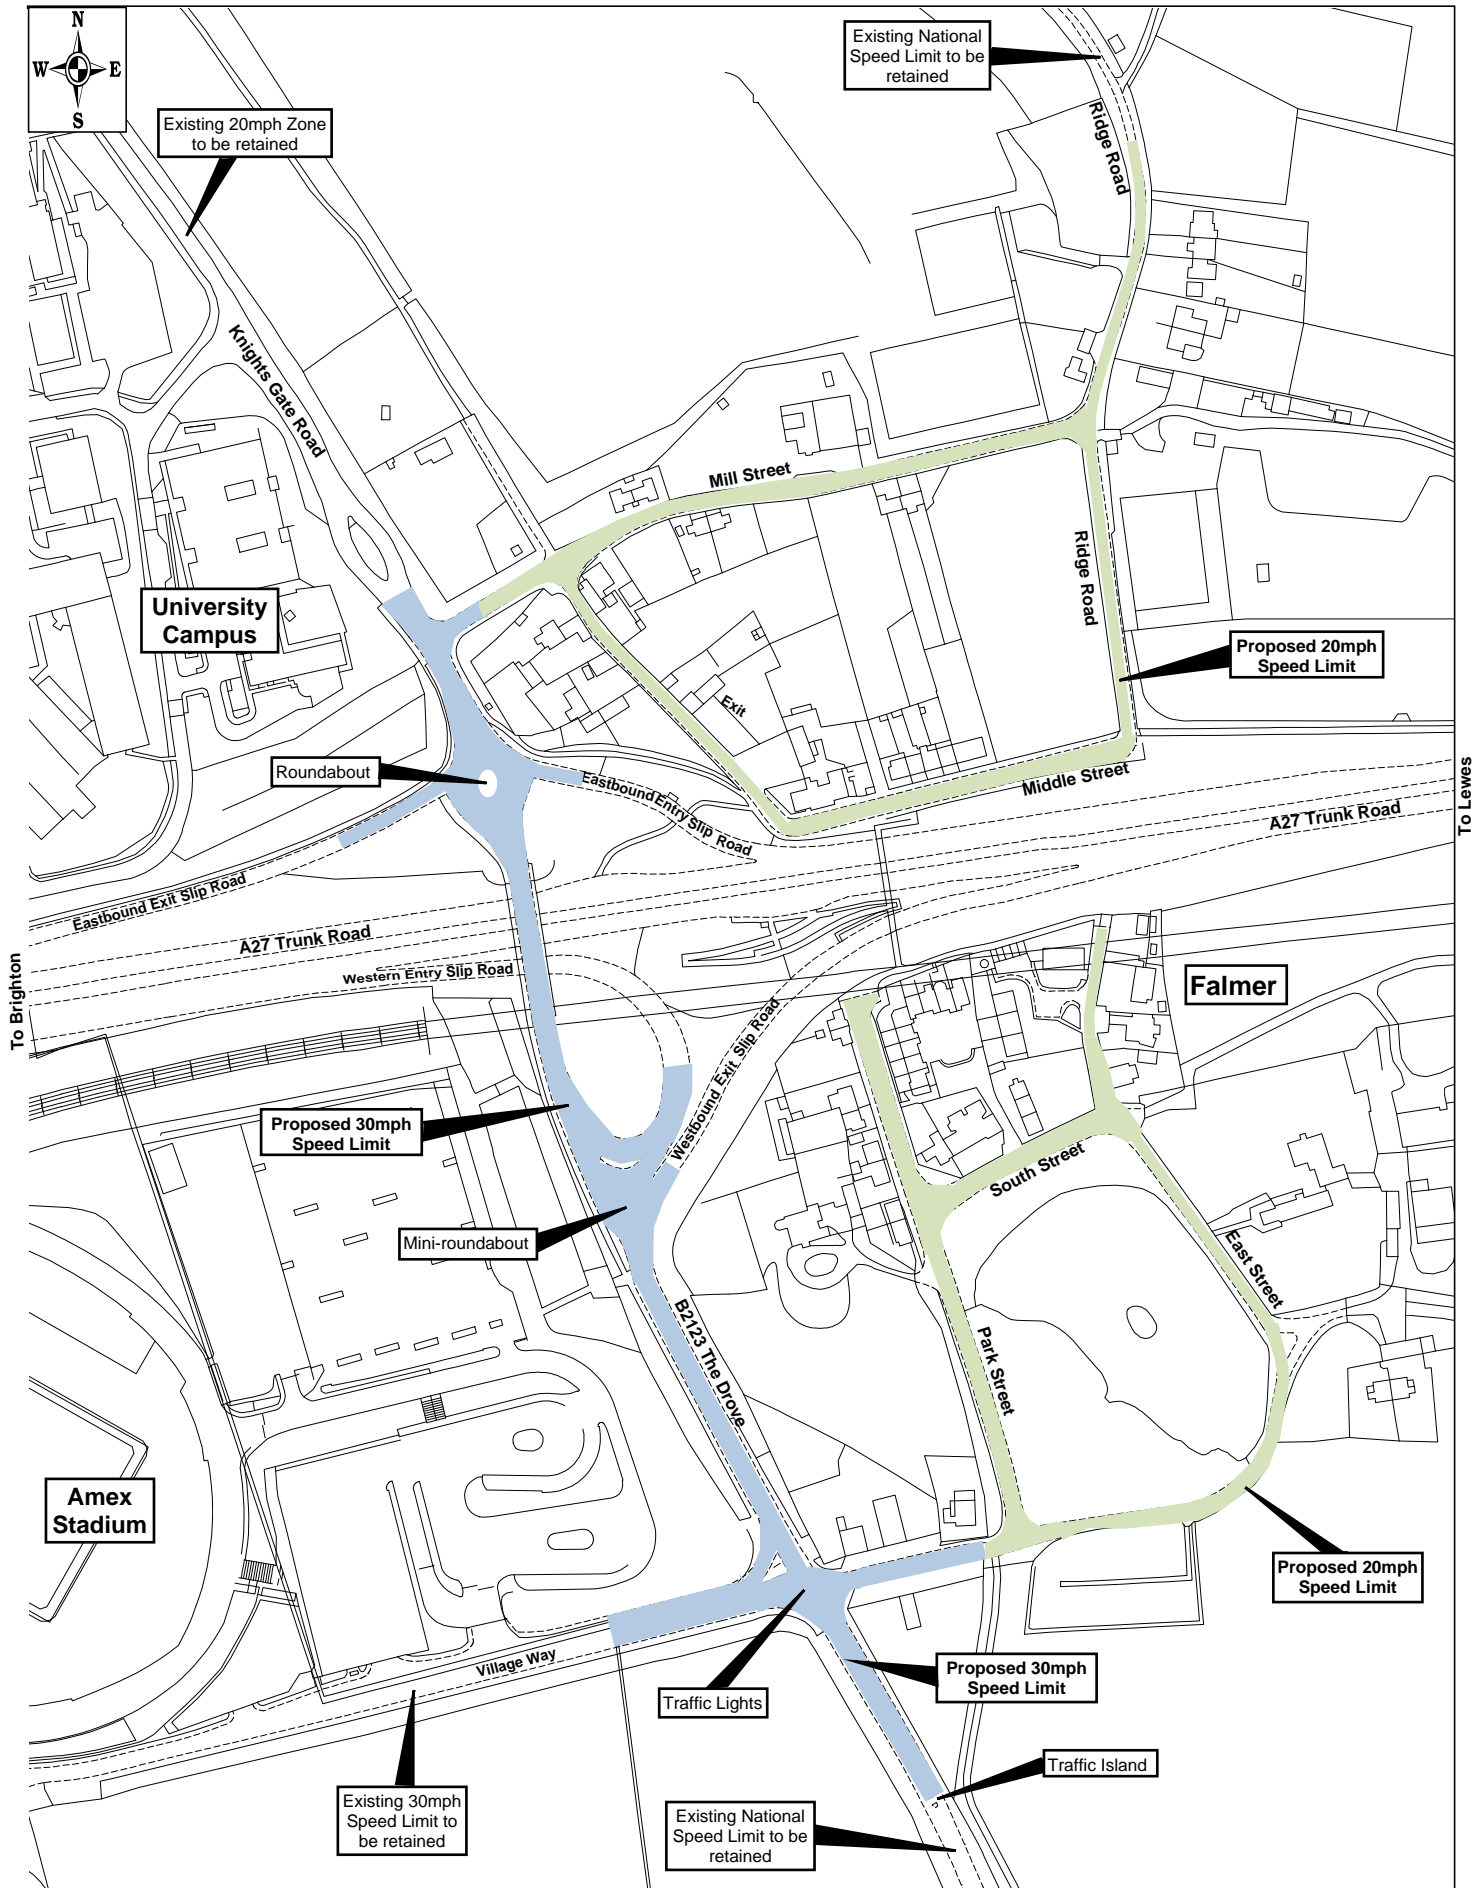 N
W
E
S
Existing National
Speed Limit to be
retained
Existing 20mph Zone
to be retained
Ridge Road
Knights Gate Road
Mill Street
Ridge Road
University
Campus
Proposed 20mph
Speed Limit
Exit
Roundabout
Eastbound Entry Slip Road
Middle Street
A27 Trunk Road
To Lewes
Eastbound Exit Slip Road
A27 Trunk Road
Western Entry Slip Road
To Brighton
Falmer
Westbound Exit Slip Road
Proposed 30mph
Speed Limit
South Street
Mini-roundabout
East Street
B2123 The Drove
Park Street
Amex
Stadium
Proposed 20mph
Speed Limit
Village Way
Proposed 30mph
Speed Limit
Traffic Lights
Traffic Island
Existing 30mph
Speed Limit to
be retained
Existing National
Speed Limit to be
retained